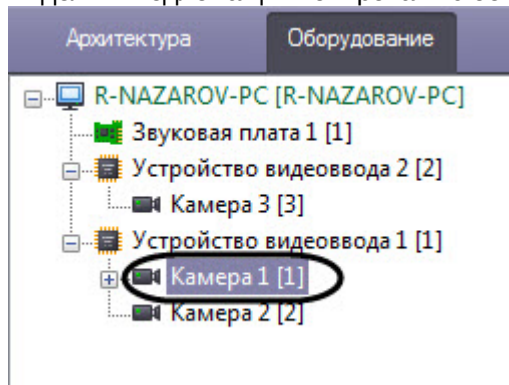 Архитектура Оборудование
R-NAZAROV-PC [R-NAZAROV-PC]
Звуковая плата 1 [1]
Устройство видеоввода 2 [2]
Камера 3 [3]
Устройство видеоввода 1 [1]
Камера 1 [1]
Камера 2 [2]